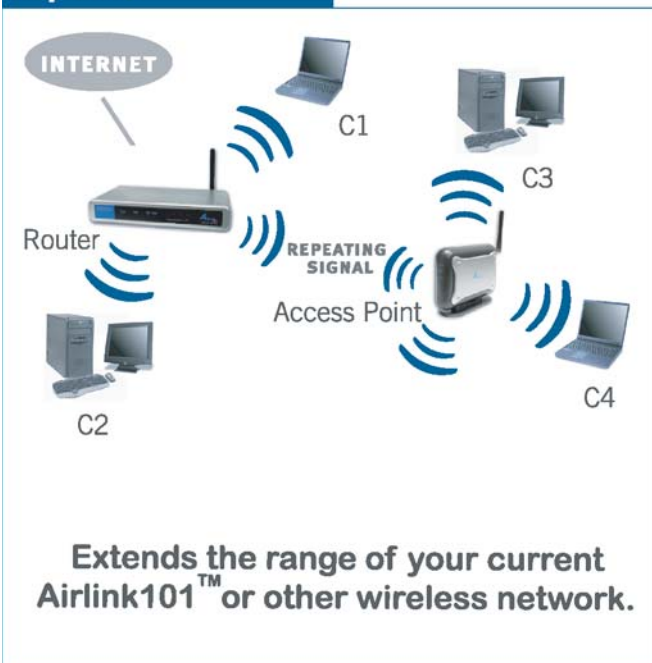 INTERNET
C1
C3
Router
REPEATING
SIGNAL
Access Point
C2
C4
Extends the range of your current
Airlink101™ or other wireless network.